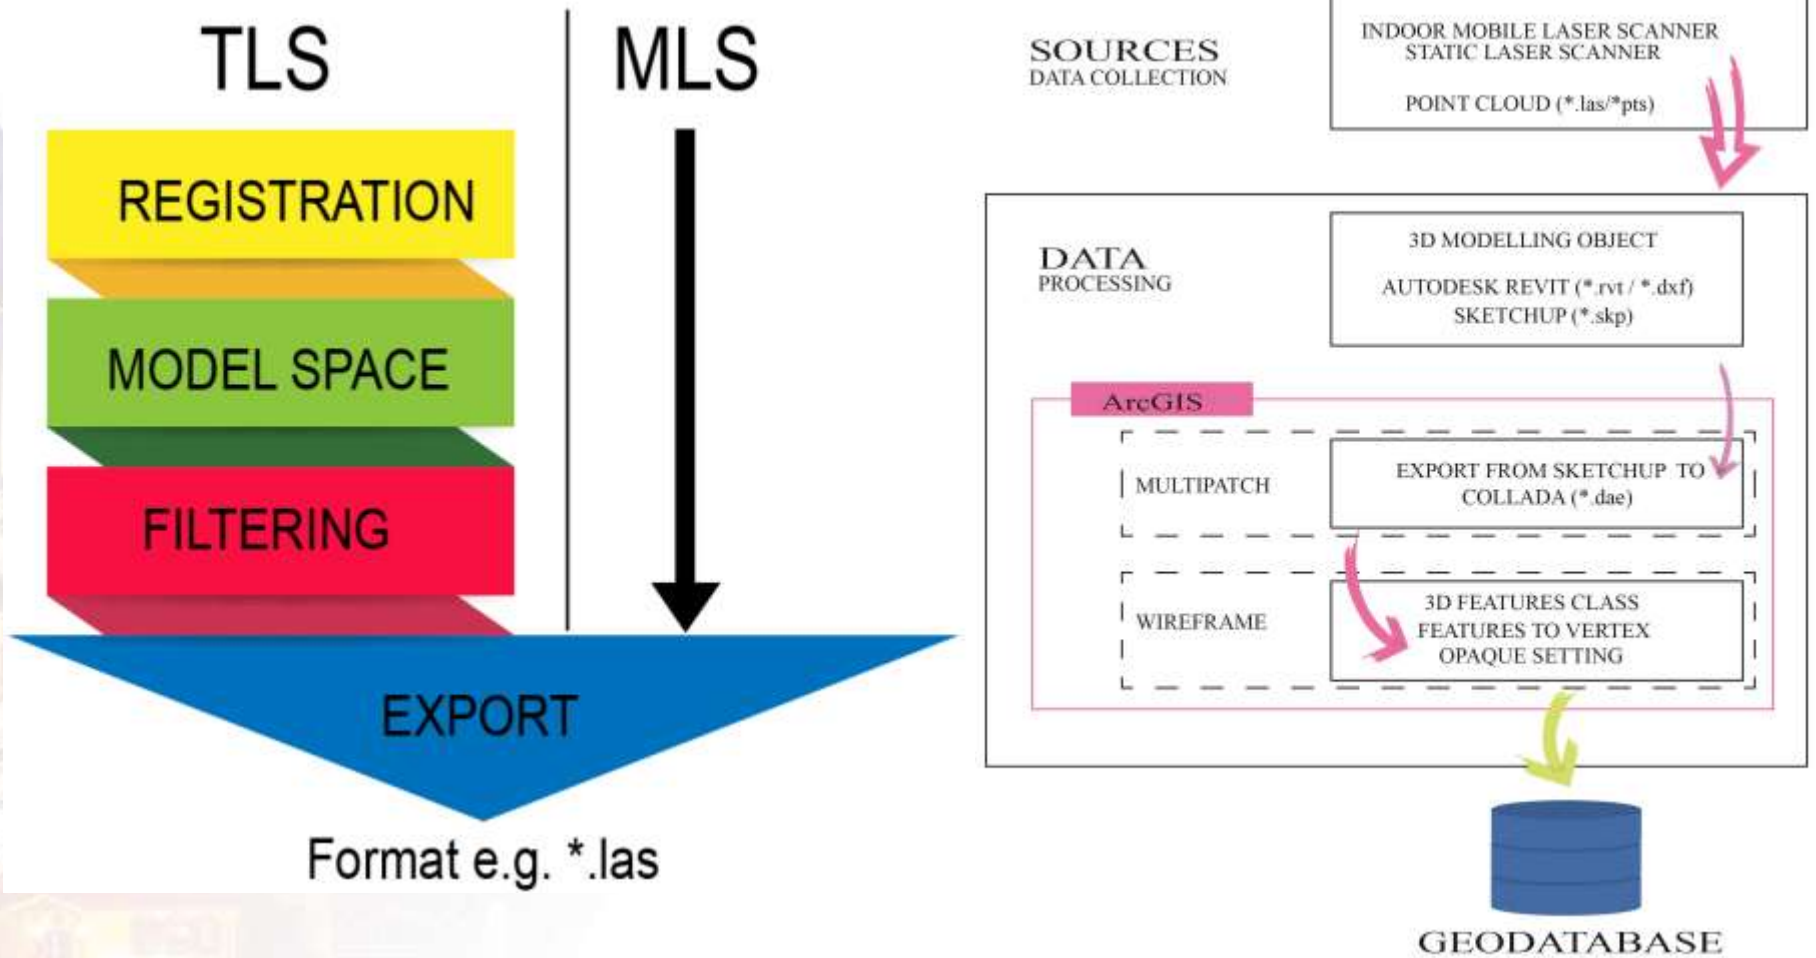 TLS
MLS
REGISTRATION
MODEL SPACE
FILTERING
EXPORT
Format e.g. *.las
SOURCES
DATA COLLECTION
INDOOR MOBILE LASER SCANNER
STATIC LASER SCANNER
POINT CLOUD (*.las/*pts)
DATA
PROCESSING
3D MODELLING OBJECT
AUTODESK REVIT (*.rvt / *.dxf)
SKETCHUP (*.skp)
ArcGIS
MULTIPATCH
EXPORT FROM SKETCHUP TO
COLLADA (*.dae)
WIREFRAME
3D FEATURES CLASS
FEATURES TO VERTEX
OPAQUE SETTING
GEODATABASE